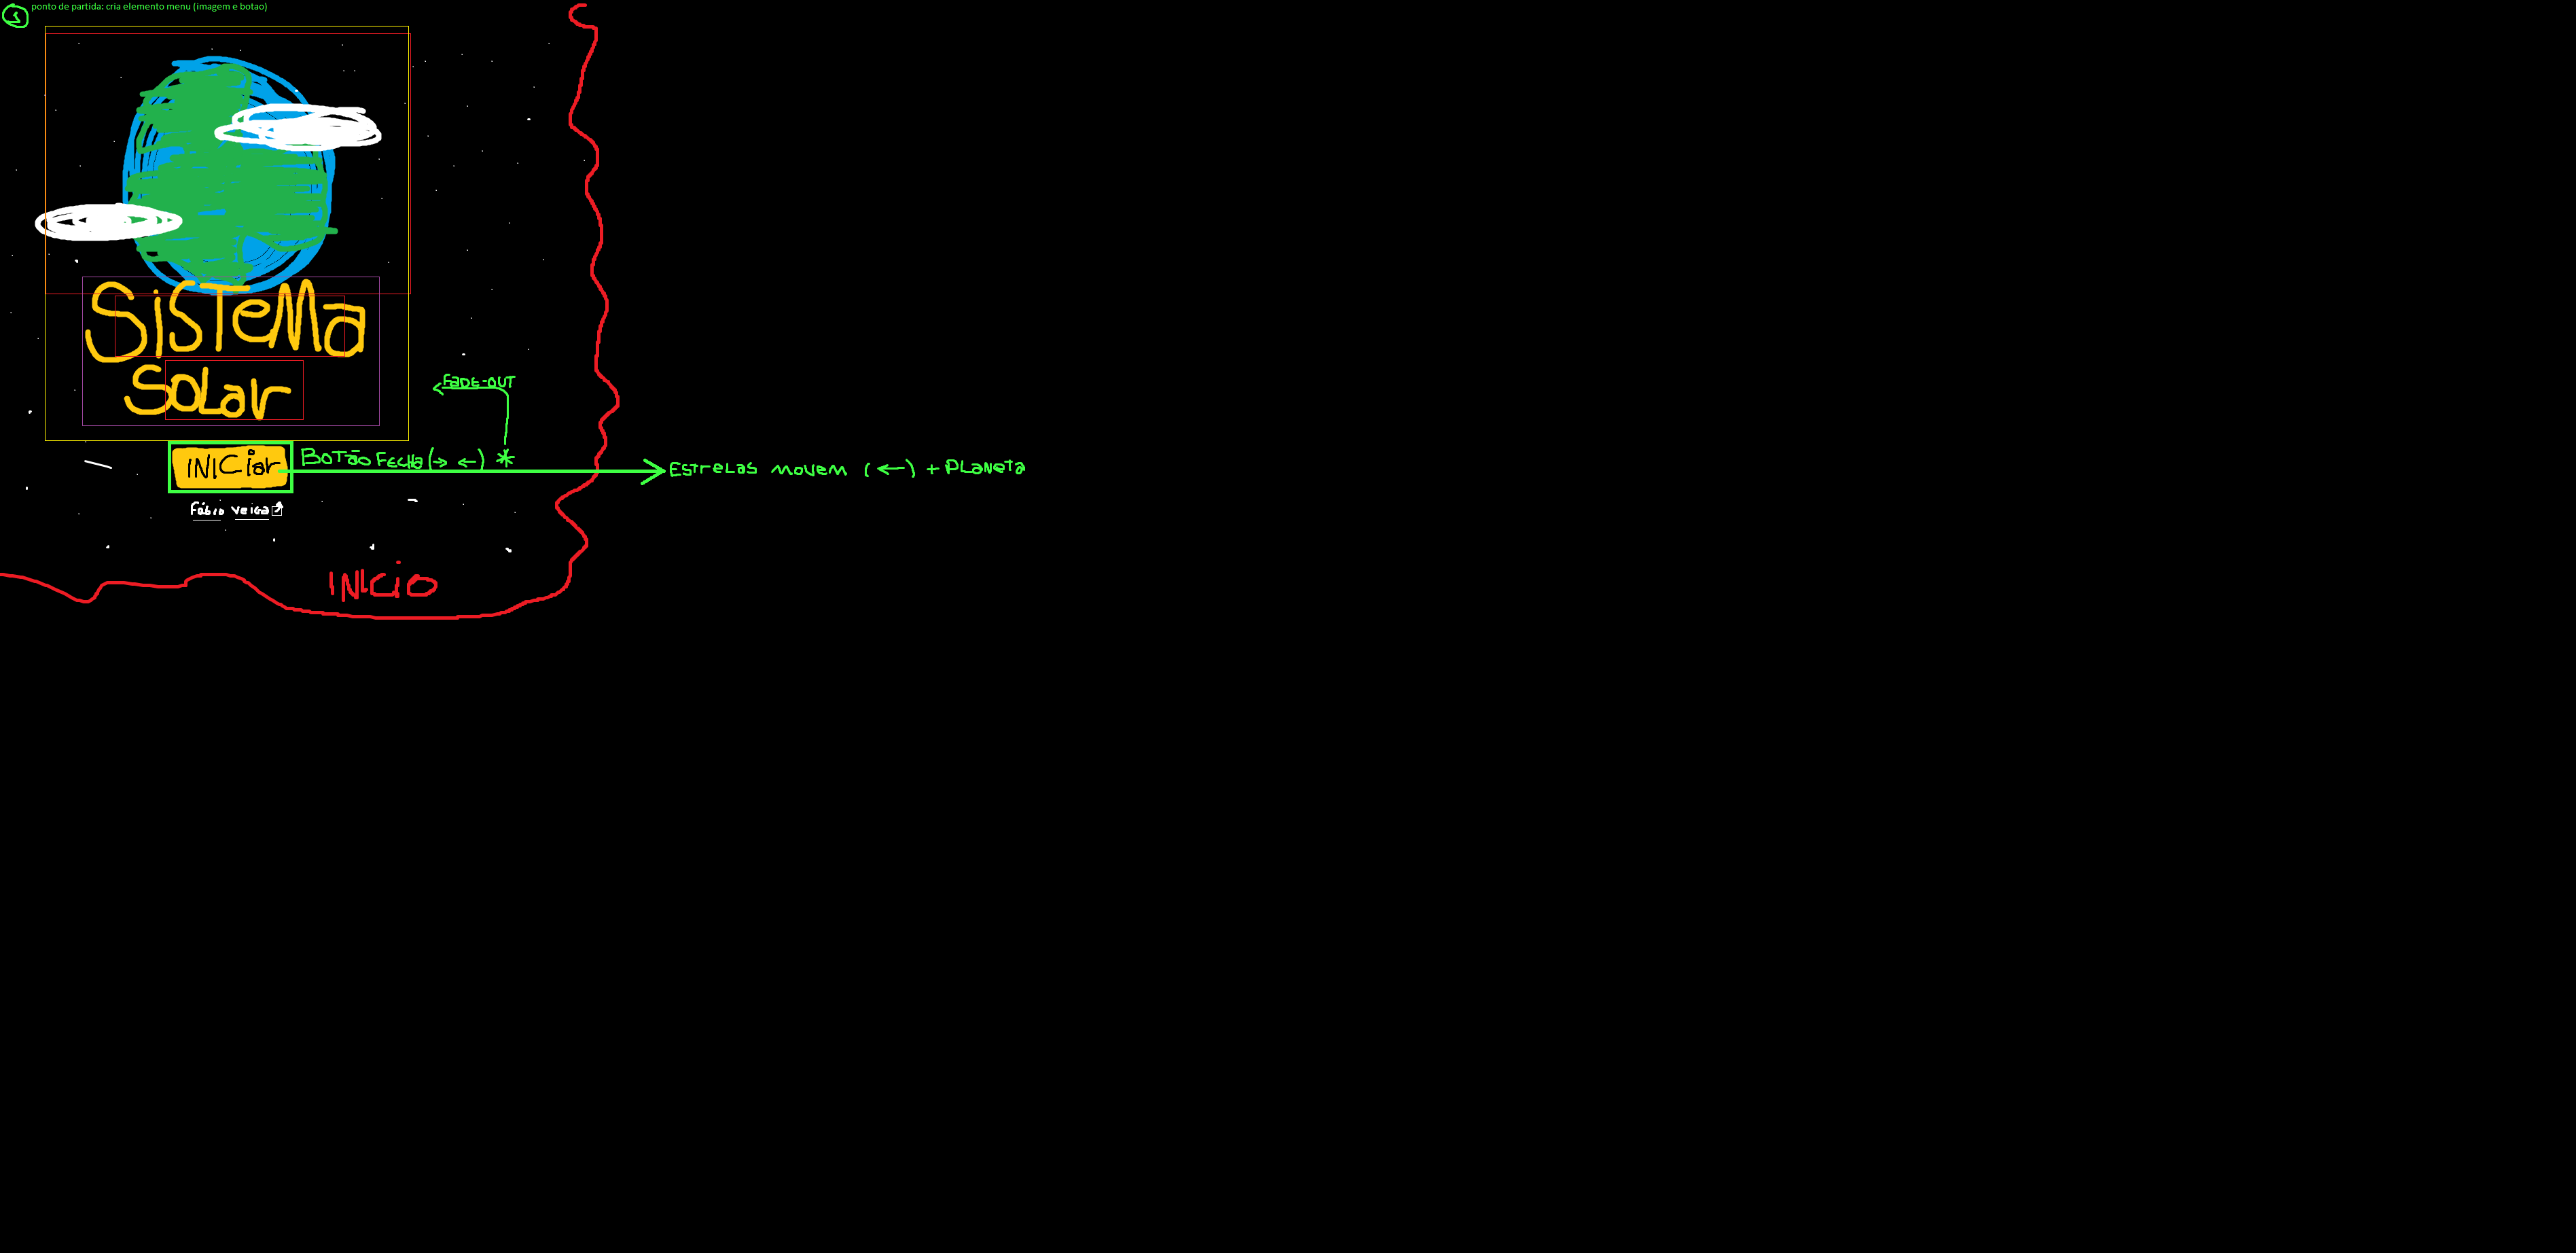 1 ponto de partida: cria elemento menu (imagem e botao)
SiSTeMa
SOLar
FADE-OUT
INICiar
BOTãO FECHa (→ ←) *
ESTRELAS MOVEM (←) + PLaNETa
Fábio Veiga
INICiO